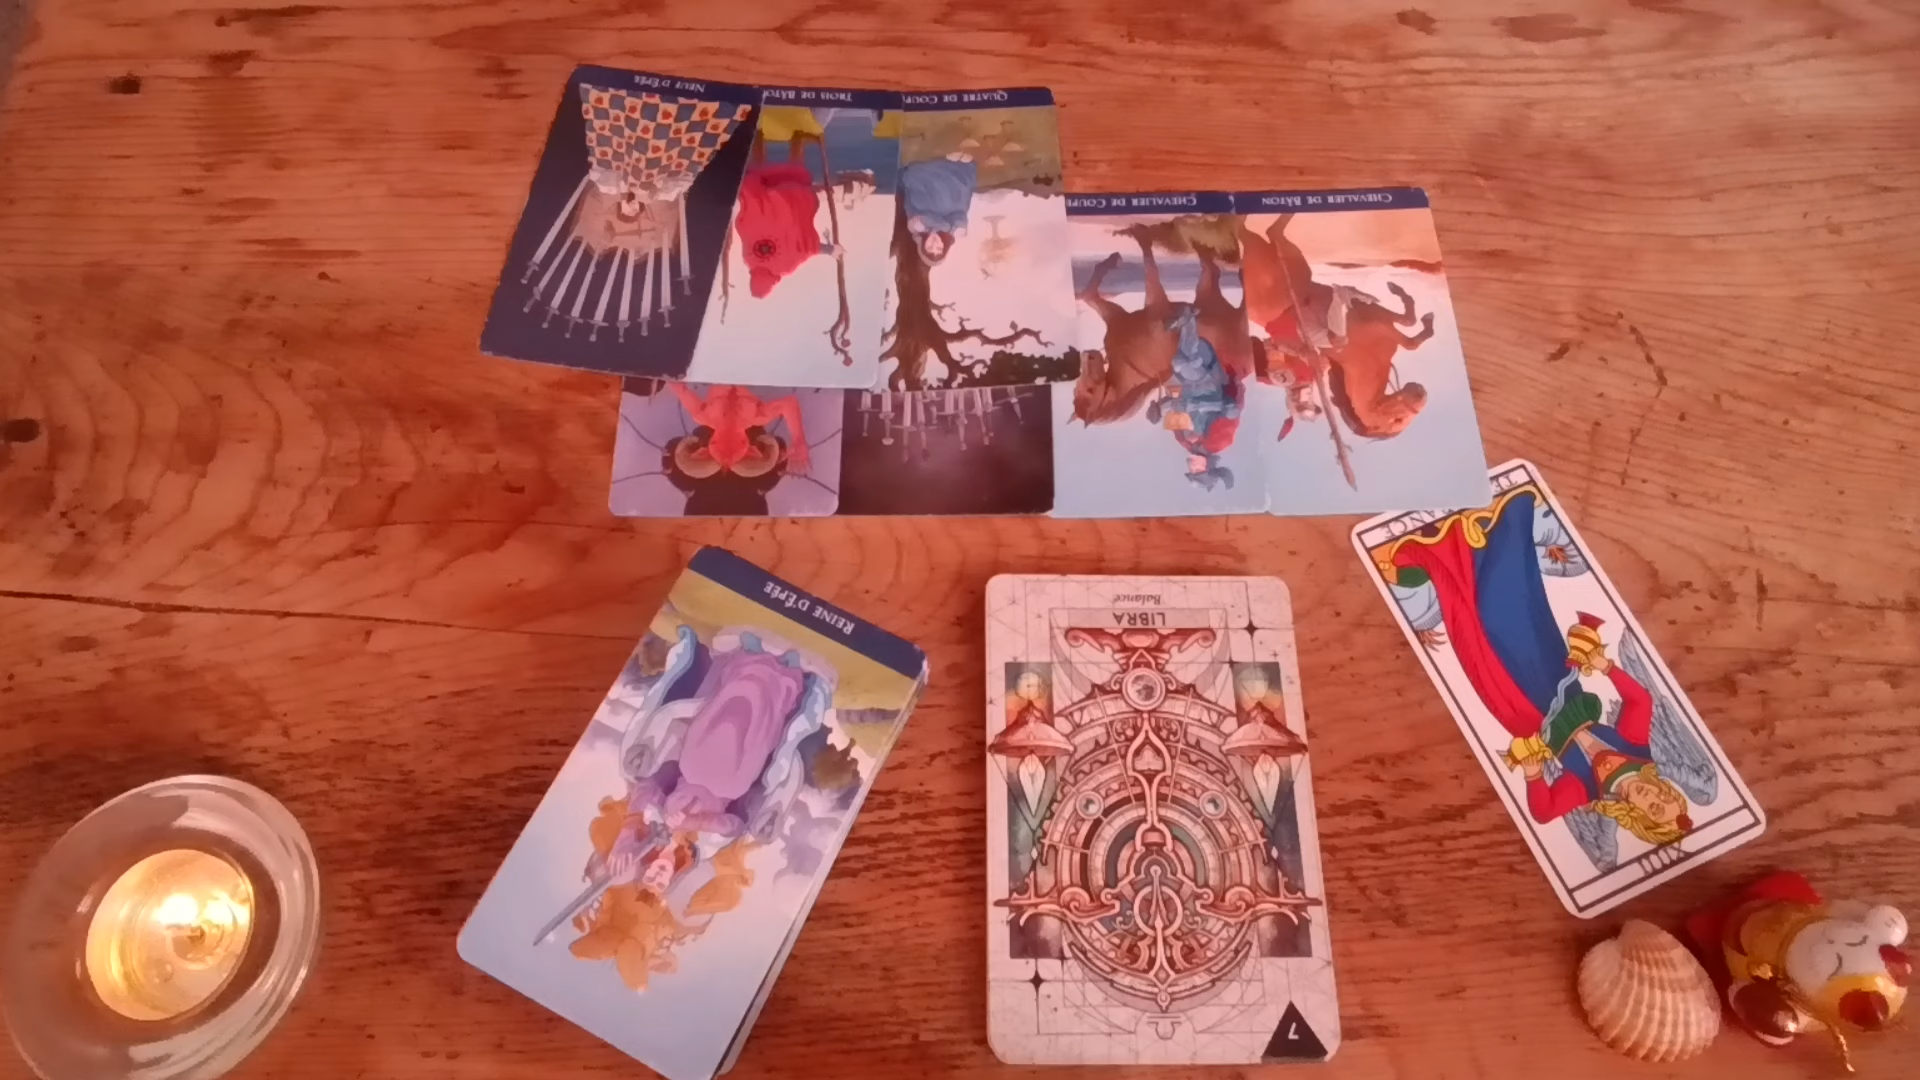 NEUF D'ÉPÉE
TROIS DE BÂTON
QUATRE DE COUPE
CHEVALIER DE COUPE
CHEVALIER DE BÂTON
REINE D'ÉPÉE
Balance
LIBRA
7
XIIII